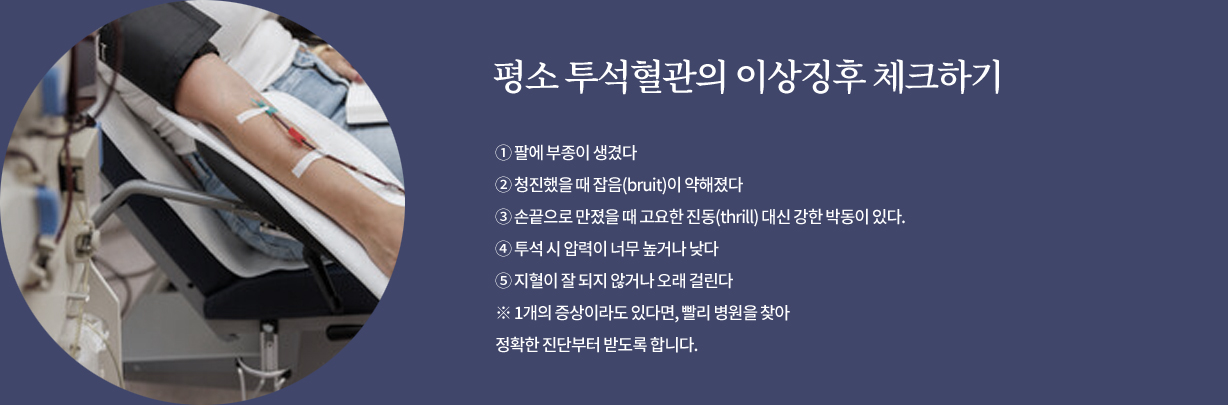 평소 투석혈관의 이상징후 체크하기
① 팔에 부종이 생겼다
② 청진했을 때 잡음(bruit)이 약해졌다
③ 손끝으로 만졌을 때 고요한 진동(thrill) 대신 강한 박동이 있다.
④ 투석 시 압력이 너무 높거나 낮다
⑤ 지혈이 잘 되지 않거나 오래 걸린다
※ 1개의 증상이라도 있다면, 빨리 병원을 찾아
정확한 진단부터 받도록 합니다.